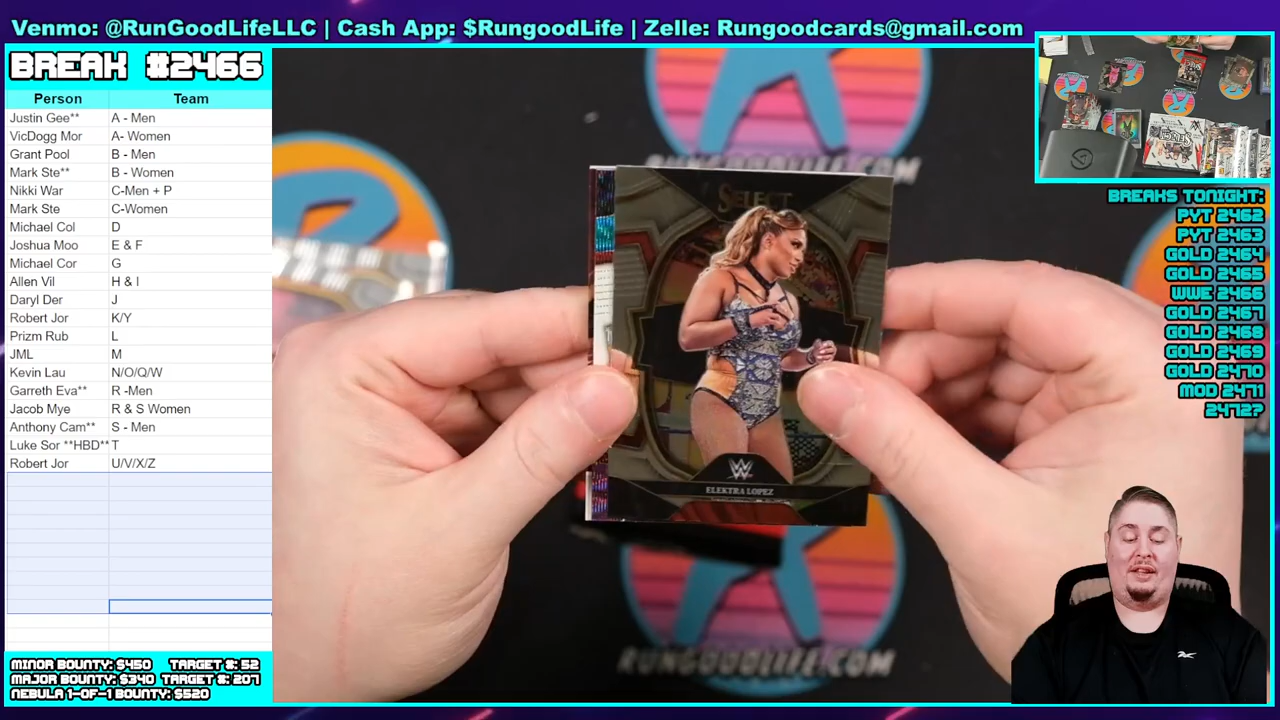 Venmo: @RunGoodLifeLLC | Cash App: $RungoodLife | Zelle: Rungoodcards@gmail.com
BREAK #2466
Person Team
Justin Gee** A - Men
VicDogg Mor A- Women
Grant Pool B - Men
Mark Ste** B - Women
Nikki War C-Men + P
Mark Ste C-Women
Michael Col D
Joshua Moo E & F
Michael Cor G
Allen Vil H & I
Daryl Der J
Robert Jor K/Y
Prizm Rub L
JML M
Kevin Lau N/O/Q/W
Garreth Eva** R -Men
Jacob Mye R & S Women
Anthony Cam** S - Men
Luke Sor **HBD** T
Robert Jor U/V/X/Z
MINOR BOUNTY: $450 TARGET #: 52
MAJOR BOUNTY: $340 TARGET #: 207
NEBULA 1-OF-1 BOUNTY: $520
RUNGOODLIFE.COM
SELECT
W
ELEKTRA LOPEZ
RUNGOODLIFE.COM
BREAKS TONIGHT:
PYT 2462
PYT 2463
GOLD 2464
GOLD 2465
WWE 2466
GOLD 2467
GOLD 2468
GOLD 2469
GOLD 2470
MOD 2471
2472?